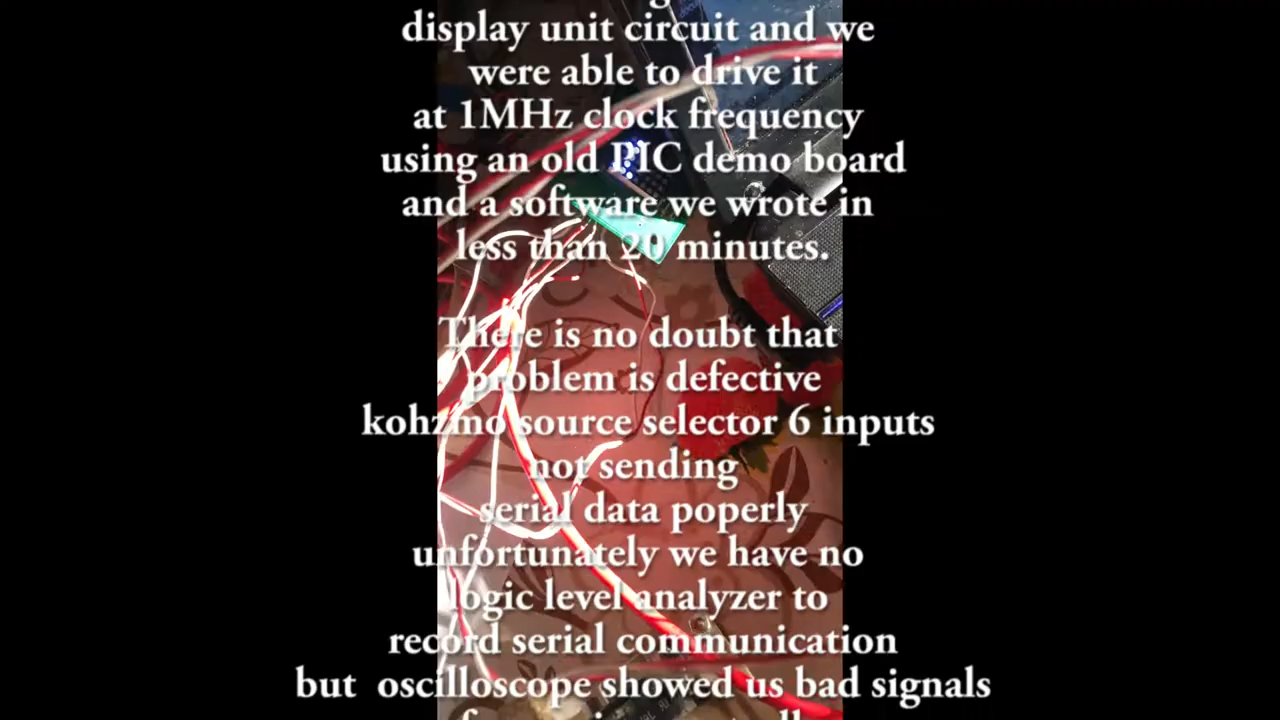 display unit circuit and we
were able to drive it
at 1MHz clock frequency
using an old PIC demo board
and a software we wrote in
less than 20 minutes.
There is no doubt that
problem is defective
kohzmo source selector 6 inputs
not sending
serial data poperly
unfortunately we have no
logic level analyzer to
record serial communication
but oscilloscope showed us bad signals